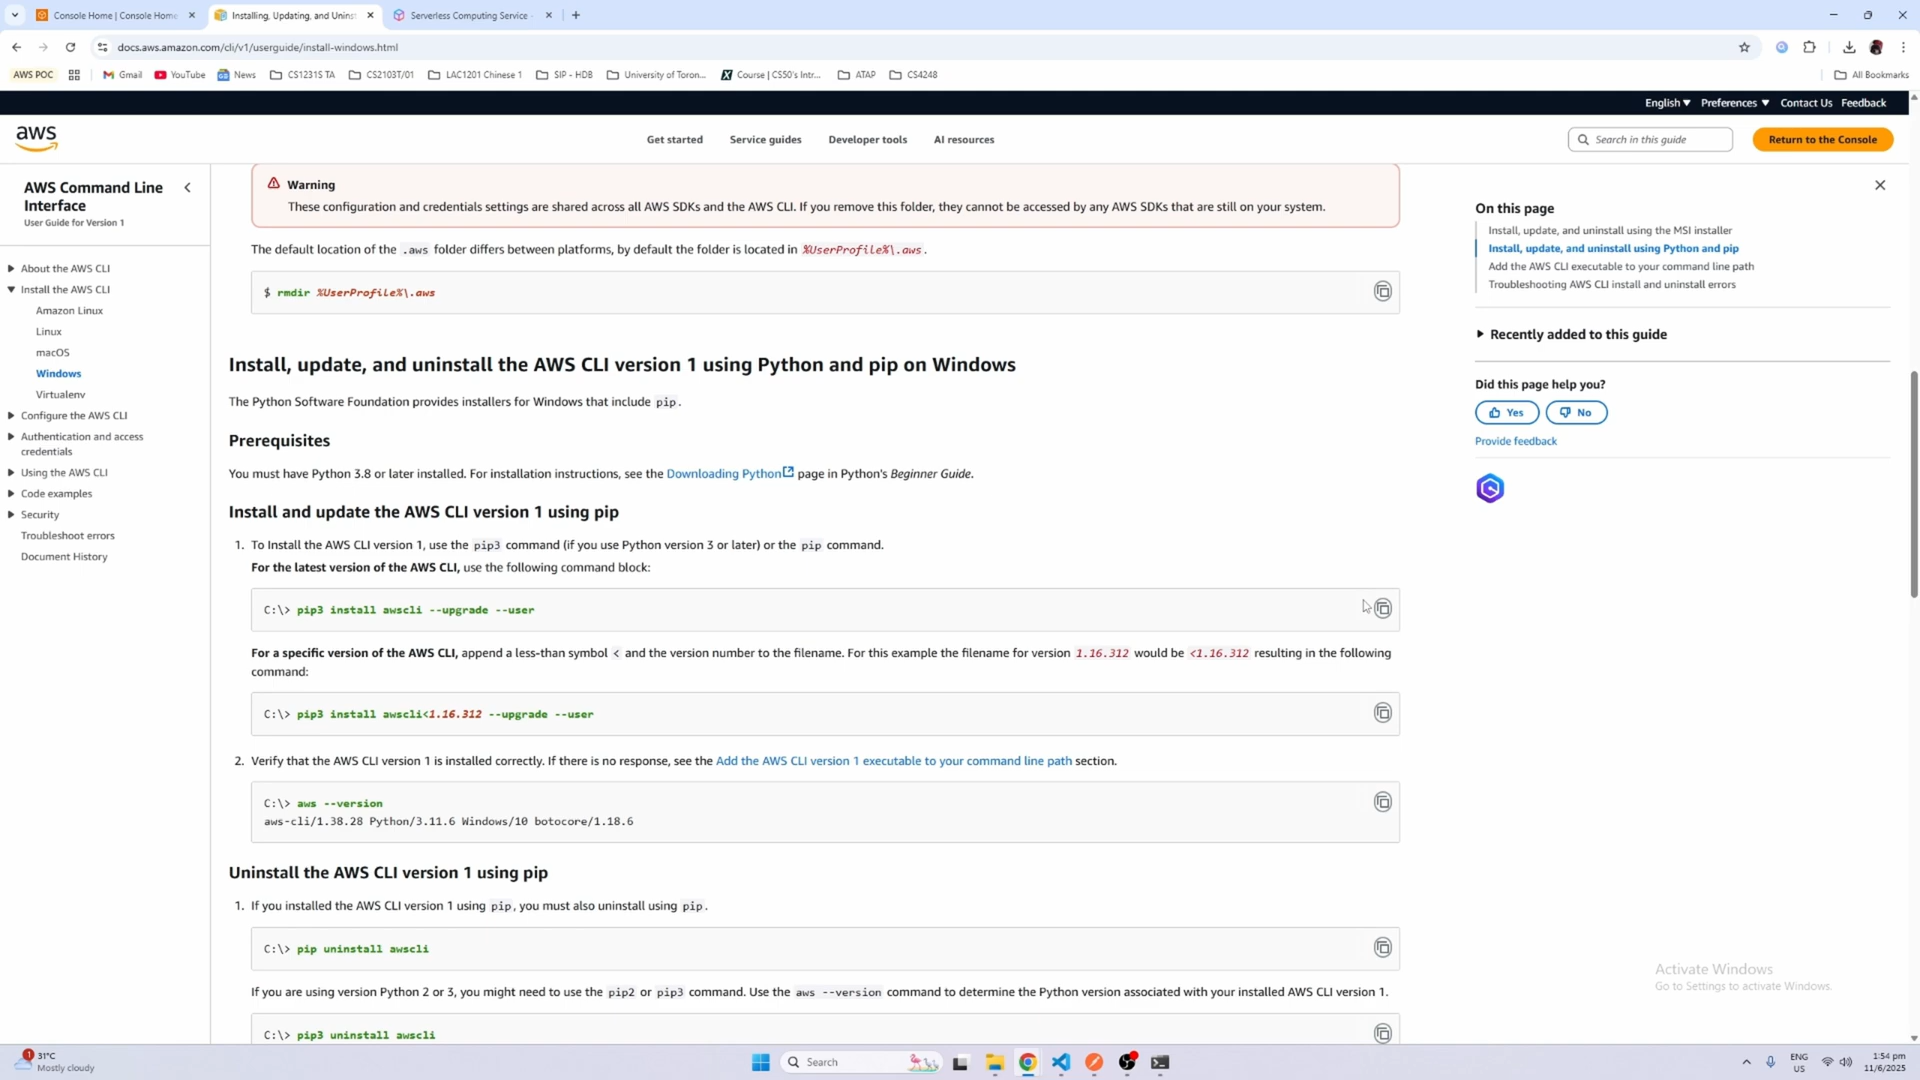 Console Home | Console Home
Installing, Updating, and Uninst
Serverless Computing Service -
docs.aws.amazon.com/cli/v1/userguide/install-windows.html
AWS POC
Gmail
YouTube
News
CS1231S TA
CS2103T/01
LAC1201 Chinese 1
SIP - HDB
University of Toron...
Course | CS50's Intr...
ATAP
CS4248
All Bookmarks
English
Preferences
Contact Us
Feedback
aws
Get started
Service guides
Developer tools
AI resources
Search in this guide
Return to the Console
AWS Command Line
Interface
User Guide for Version 1
About the AWS CLI
Install the AWS CLI
Amazon Linux
Linux
macOS
Windows
Virtualenv
Configure the AWS CLI
Authentication and access
credentials
Using the AWS CLI
Code examples
Security
Troubleshoot errors
Document History
Warning
These configuration and credentials settings are shared across all AWS SDKs and the AWS CLI. If you remove this folder, they cannot be accessed by any AWS SDKs that are still on your system.
The default location of the .aws folder differs between platforms, by default the folder is located in %UserProfile%\.aws.
$ rmdir %UserProfile%\.aws
Install, update, and uninstall the AWS CLI version 1 using Python and pip on Windows
The Python Software Foundation provides installers for Windows that include pip.
Prerequisites
You must have Python 3.8 or later installed. For installation instructions, see the Downloading Python page in Python's Beginner Guide.
Install and update the AWS CLI version 1 using pip
1. To Install the AWS CLI version 1, use the pip3 command (if you use Python version 3 or later) or the pip command.
For the latest version of the AWS CLI, use the following command block:
C:\> pip3 install awscli --upgrade --user
For a specific version of the AWS CLI, append a less-than symbol < and the version number to the filename. For this example the filename for version 1.16.312 would be <1.16.312 resulting in the following
command:
C:\> pip3 install awscli<1.16.312 --upgrade --user
2. Verify that the AWS CLI version 1 is installed correctly. If there is no response, see the Add the AWS CLI version 1 executable to your command line path section.
C:\> aws --version
aws-cli/1.38.28 Python/3.11.6 Windows/10 botocore/1.18.6
Uninstall the AWS CLI version 1 using pip
1. If you installed the AWS CLI version 1 using pip, you must also uninstall using pip.
C:\> pip uninstall awscli
If you are using version Python 2 or 3, you might need to use the pip2 or pip3 command. Use the aws --version command to determine the Python version associated with your installed AWS CLI version 1.
C:\> pip3 uninstall awscli
On this page
Install, update, and uninstall using the MSI installer
Install, update, and uninstall using Python and pip
Add the AWS CLI executable to your command line path
Troubleshooting AWS CLI install and uninstall errors
Recently added to this guide
Did this page help you?
Yes
No
Provide feedback
Activate Windows
Go to Settings to activate Windows.
1
31°C
Mostly cloudy
Search
ENG
US
1:54 pm
11/6/2025